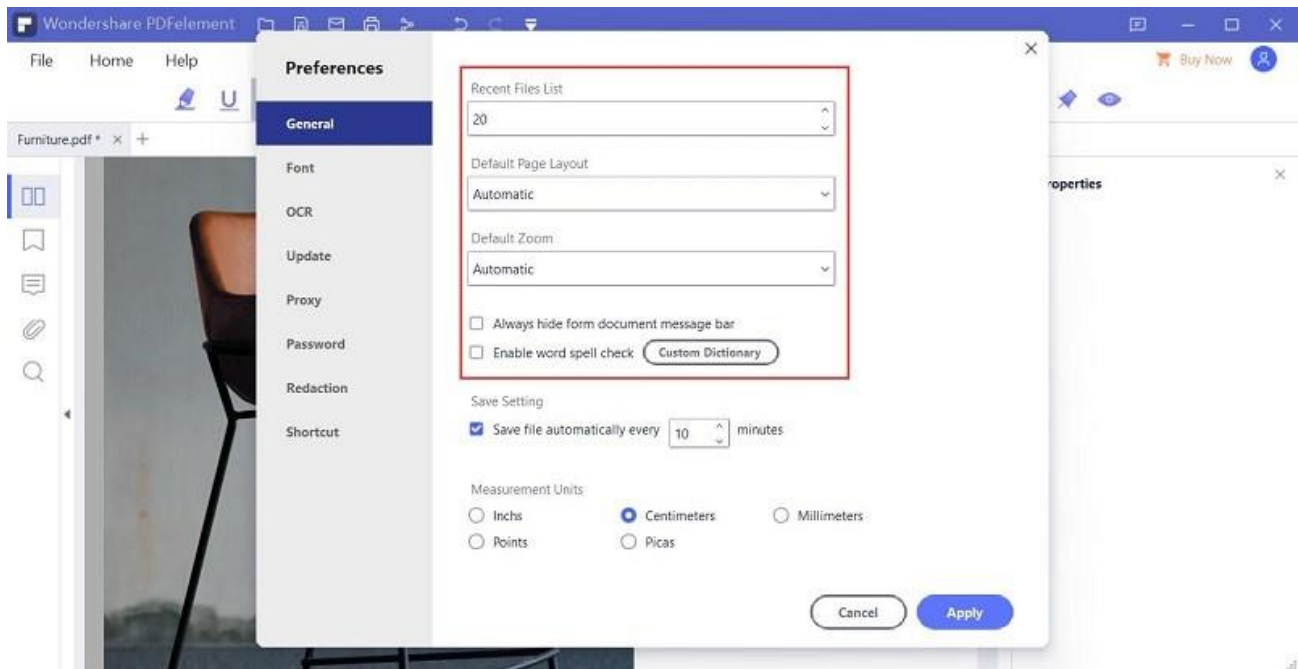 Wondershare PDFelement
File Home Help
Buy Now
Furniture.pdf *
Preferences
General
Font
OCR
Update
Proxy
Password
Redaction
Shortcut
Recent Files List
20
Default Page Layout
Automatic
Default Zoom
Automatic
Always hide form document message bar
Enable word spell check Custom Dictionary
Save Setting
Save file automatically every 10 minutes
Measurement Units
Inchs Centimeters Millimeters
Points Picas
Cancel Apply
roperties